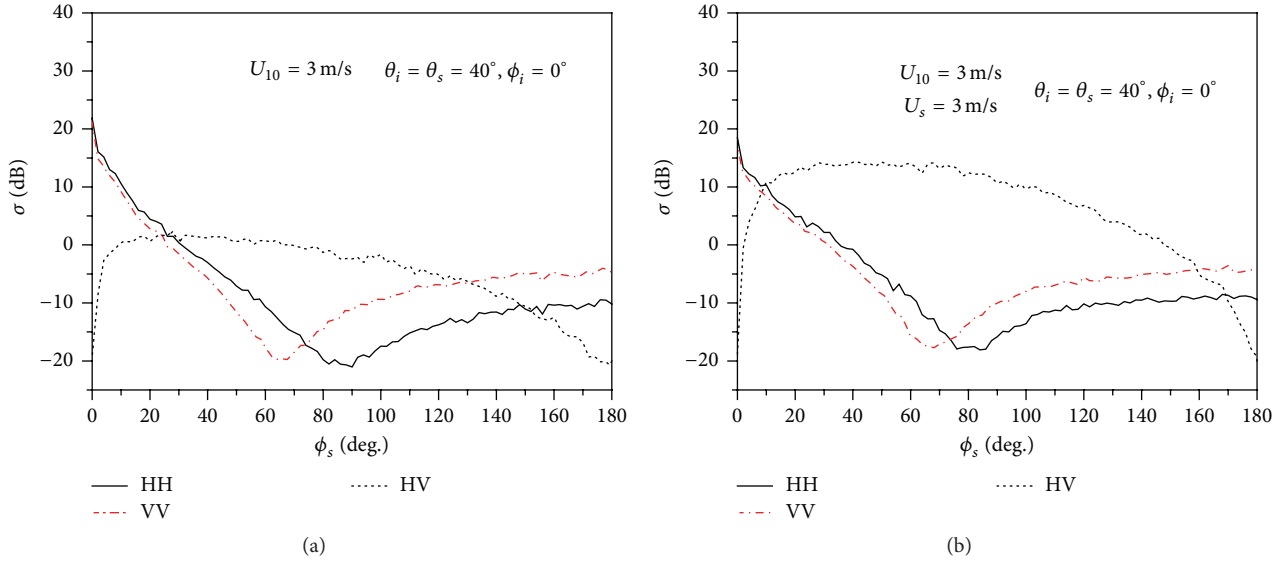 40
30
20
10
0
−10
−20
σ (dB)
U10 = 3 m/s θi = θs = 40°, ϕi = 0°
0 20 40 60 80 100 120 140 160 180
ϕs (deg.)
HH HV
VV
(a)
40
30
20
10
0
−10
−20
σ (dB)
U10 = 3 m/s
Us = 3 m/s
θi = θs = 40°, ϕi = 0°
0 20 40 60 80 100 120 140 160 180
ϕs (deg.)
HH HV
VV
(b)